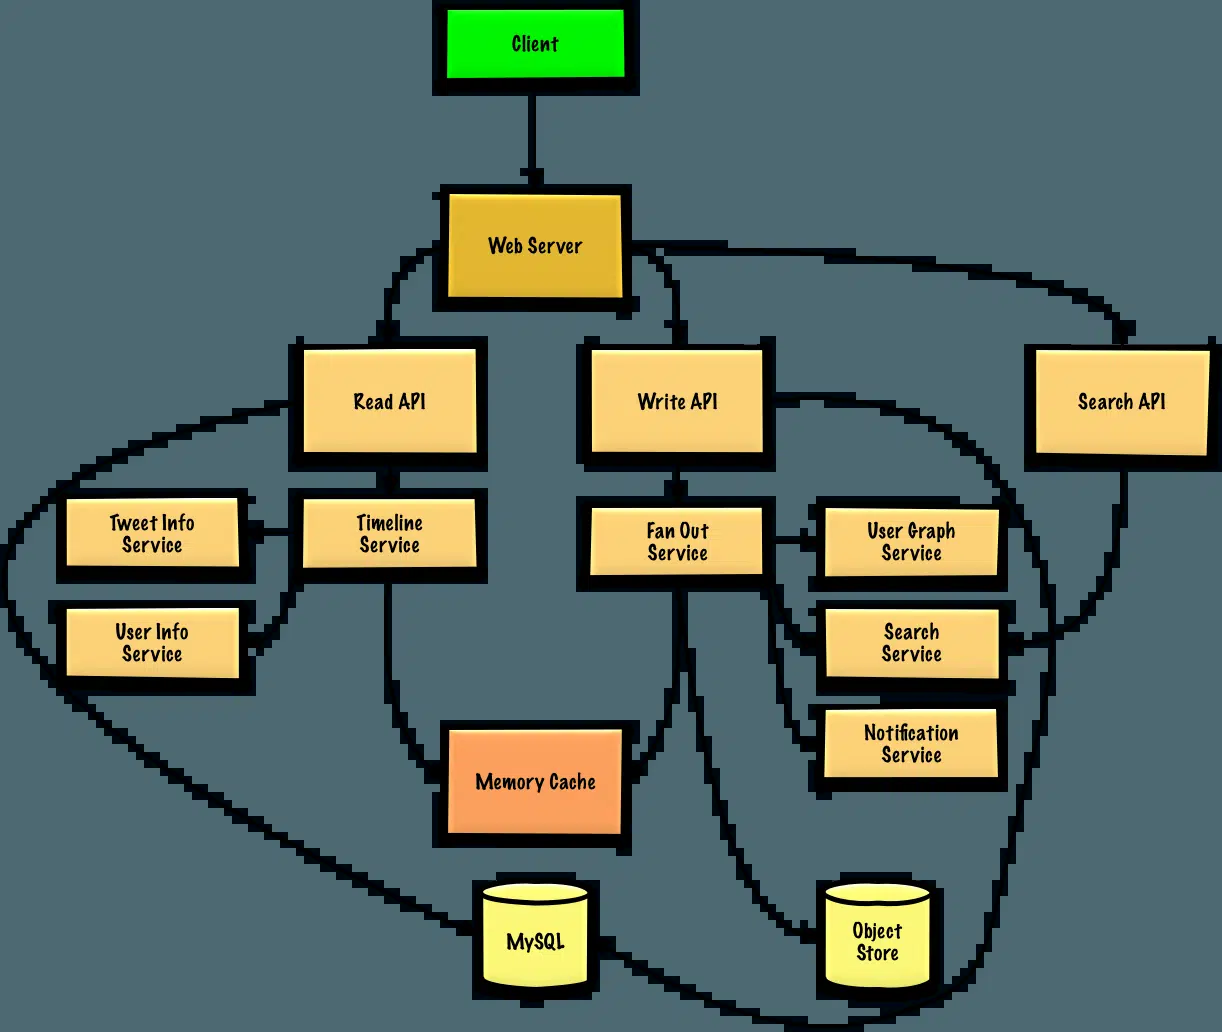 Client
Web Server
Read API
Write API
Search API
Tweet Info
Service
Timeline
Service
Fan Out
Service
User Graph
Service
User Info
Service
Search
Service
Notification
Service
Memory Cache
MySQL
Object
Store